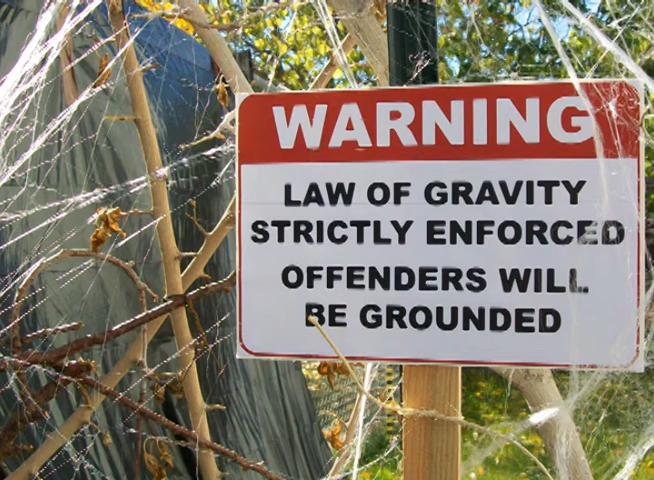 WARNING
LAW OF GRAVITY
STRICTLY ENFORCED
OFFENDERS WILL
BE GROUNDED